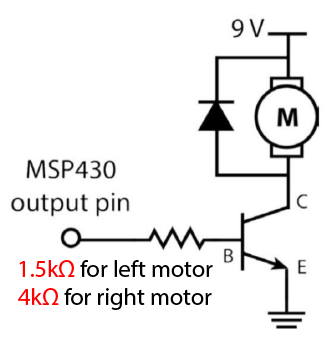 9 V
M
MSP430
output pin
C
B
E
1.5kΩ for left motor
4kΩ for right motor